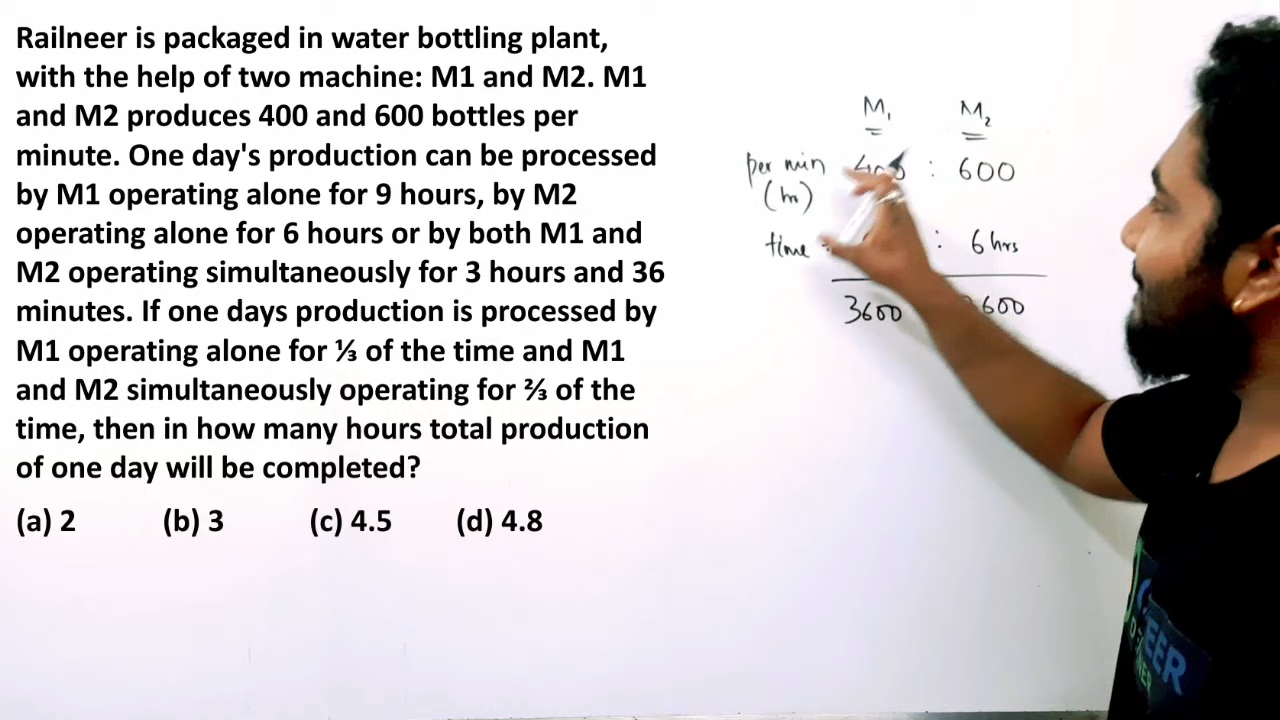 Railneer is packaged in water bottling plant,
with the help of two machine: M1 and M2. M1
and M2 produces 400 and 600 bottles per
minute. One day's production can be processed
by M1 operating alone for 9 hours, by M2
operating alone for 6 hours or by both M1 and
M2 operating simultaneously for 3 hours and 36
minutes. If one days production is processed by
M1 operating alone for ⅓ of the time and M1
and M2 simultaneously operating for ⅔ of the
time, then in how many hours total production
of one day will be completed?
(a) 2 (b) 3 (c) 4.5 (d) 4.8
M₁ M₂
per min : 600
(hr)
time : 6 hrs
3600 600